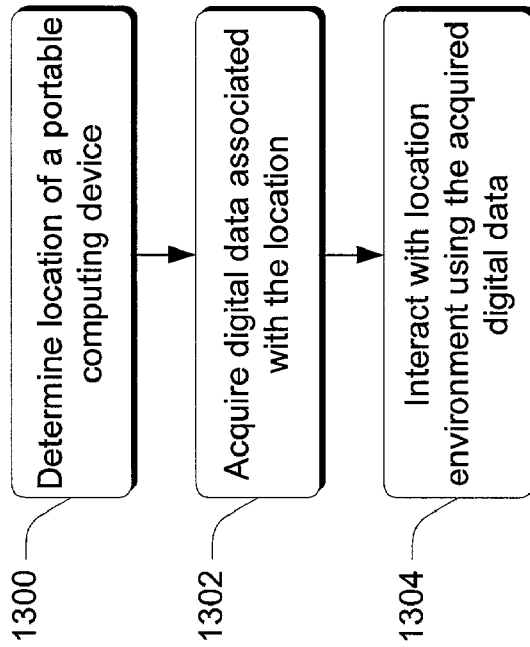 1300
Determine location of a portable
computing device
1302
Acquire digital data associated
with the location
1304
Interact with location
environment using the acquired
digital data